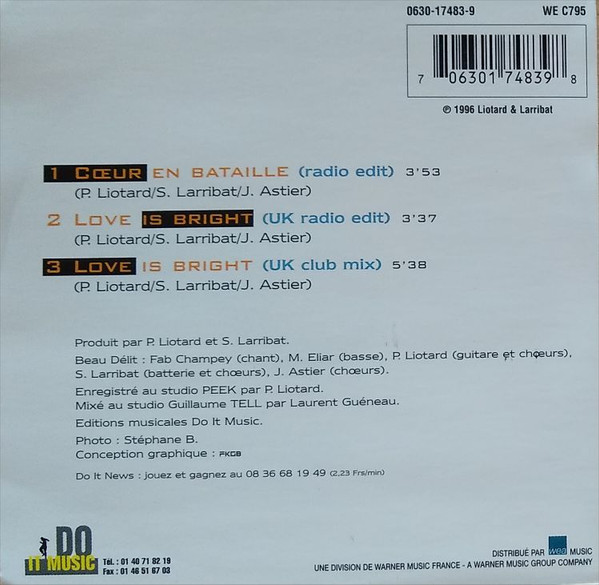 0630-17483-9 WE C795
7 06301 74839 8
℗ 1996 Liotard & Larribat
1 CŒUR EN BATAILLE (radio edit) 3'53
(P. Liotard/S. Larribat/J. Astier)
2 LOVE IS BRIGHT (UK radio edit) 3'37
(P. Liotard/S. Larribat/J. Astier)
3 LOVE IS BRIGHT (UK club mix) 5'38
(P. Liotard/S. Larribat/J. Astier)
Produit par P. Liotard et S. Larribat.
Beau Délit : Fab Champey (chant), M. Eliar (basse), P. Liotard (guitare et chœurs),
S. Larribat (batterie et chœurs), J. Astier (chœurs).
Enregistré au studio PEEK par P. Liotard.
Mixé au studio Guillaume TELL par Laurent Guéneau.
Editions musicales Do It Music.
Photo : Stéphane B.
Conception graphique : PKGB
Do It News : jouez et gagnez au 08 36 68 19 49 (2,23 Frs/min)
DO
IT MUSIC
Tél. : 01 40 71 82 19
Fax : 01 46 51 67 03
DISTRIBUÉ PAR WEA MUSIC
UNE DIVISION DE WARNER MUSIC FRANCE - A WARNER MUSIC GROUP COMPANY